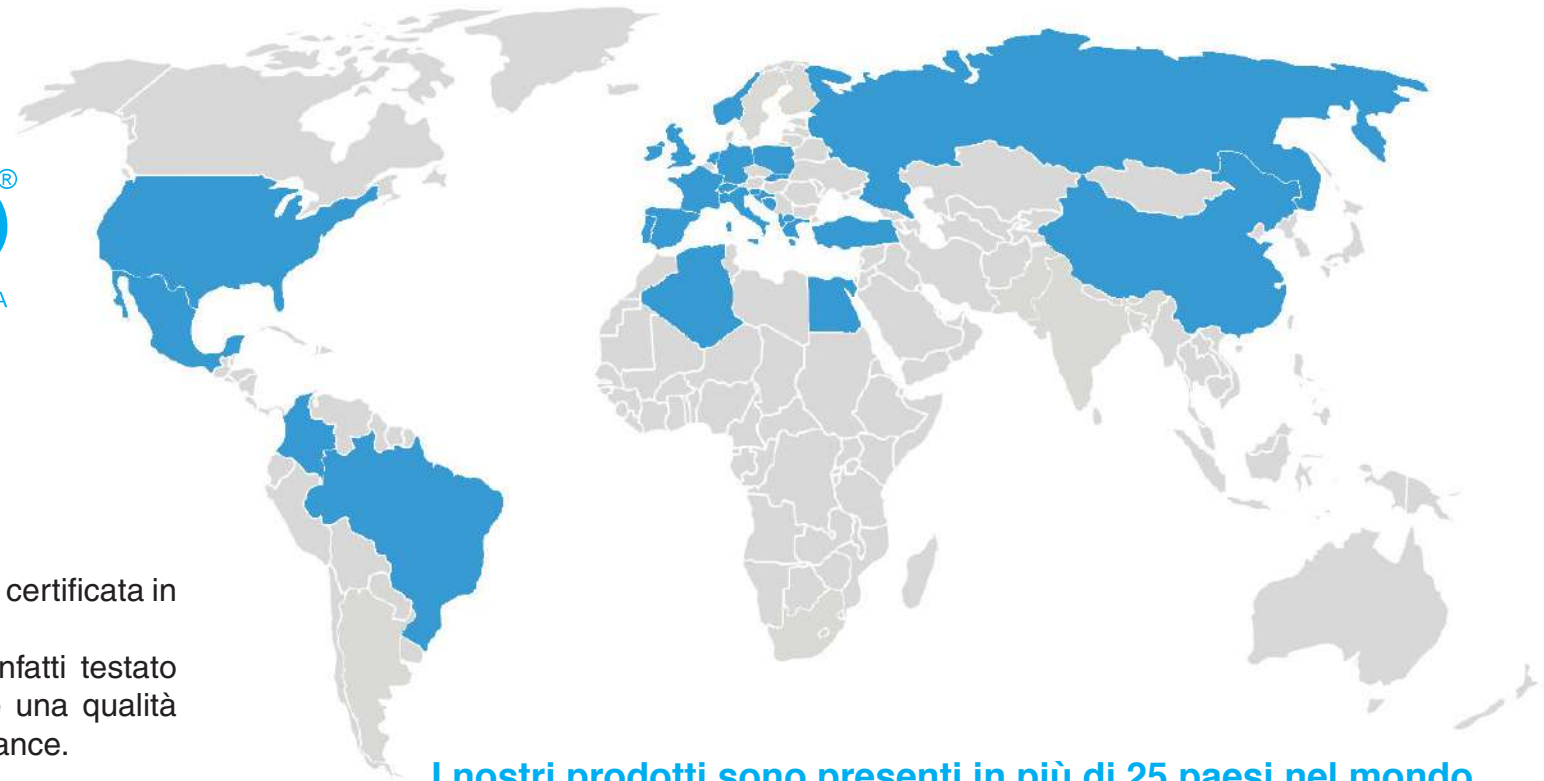 ®
A
certificata in
nfatti testato
una qualità
ance.
I nostri prodotti sono presenti in più di 25 paesi nel mondo